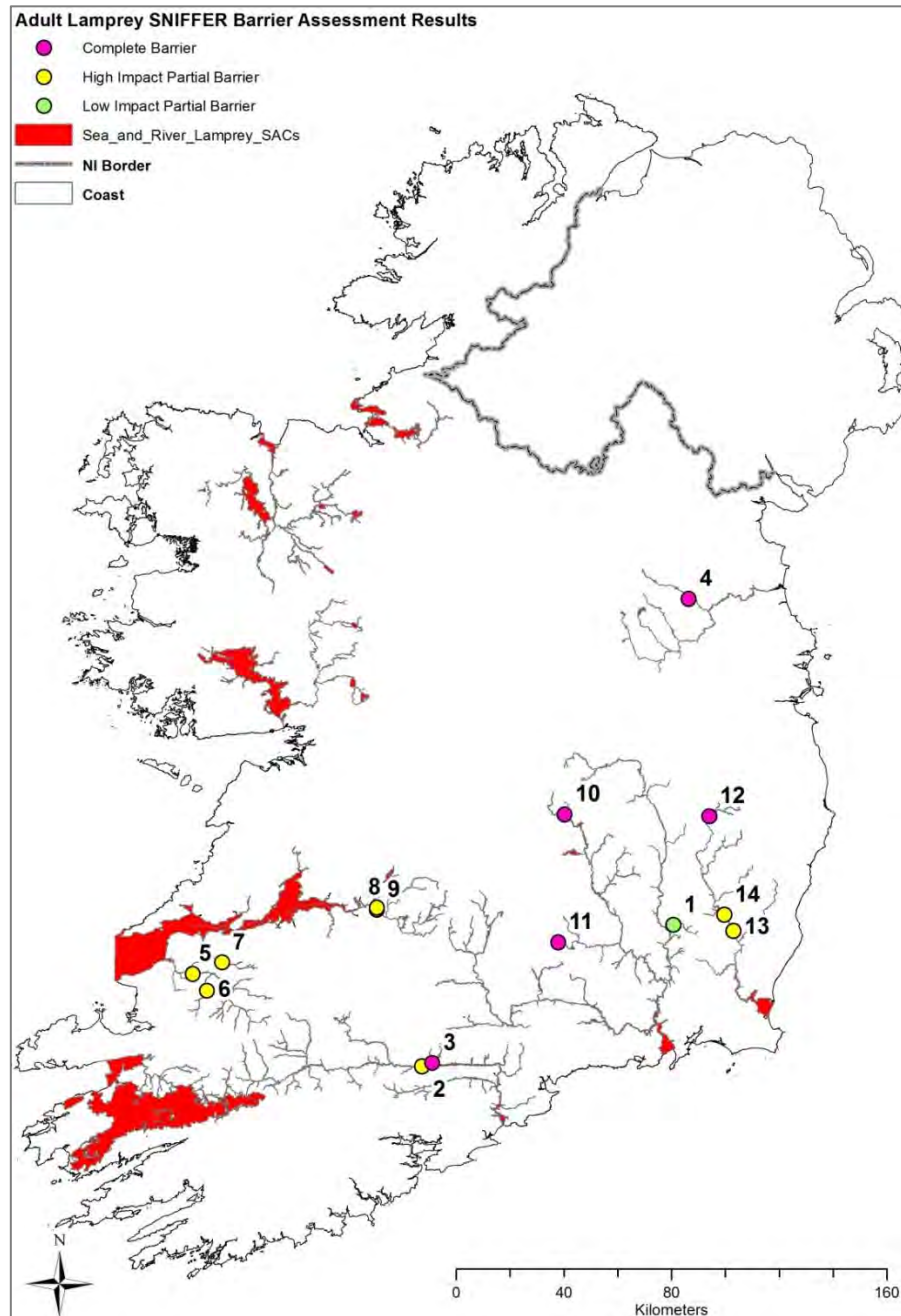 Adult Lamprey SNIFFER Barrier Assessment Results
Complete Barrier
High Impact Partial Barrier
Low Impact Partial Barrier
Sea_and_River_Lamprey_SACs
NI Border
Coast
4
10
12
8 9
14
1
13
7
5
11
6
3
2
N
0 40 80 160
Kilometers